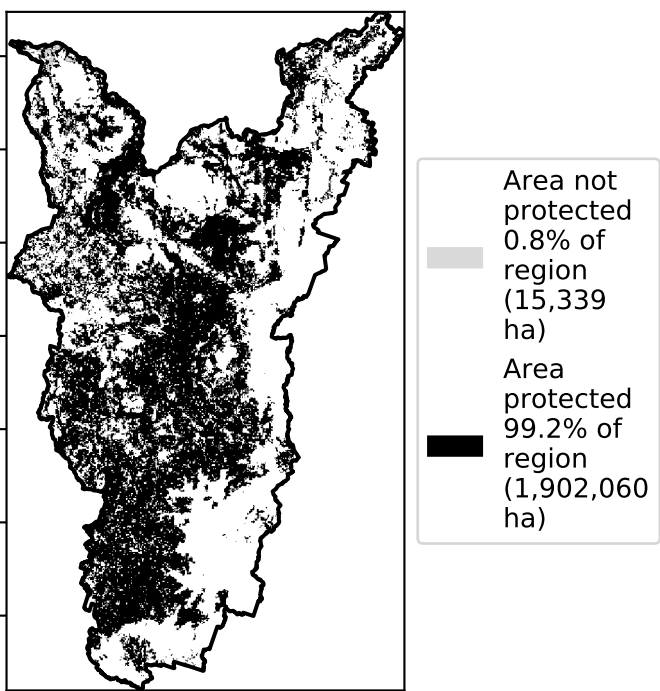 Area not
protected
0.8% of
region
(15,339
ha)
Area
protected
99.2% of
region
(1,902,060
ha)